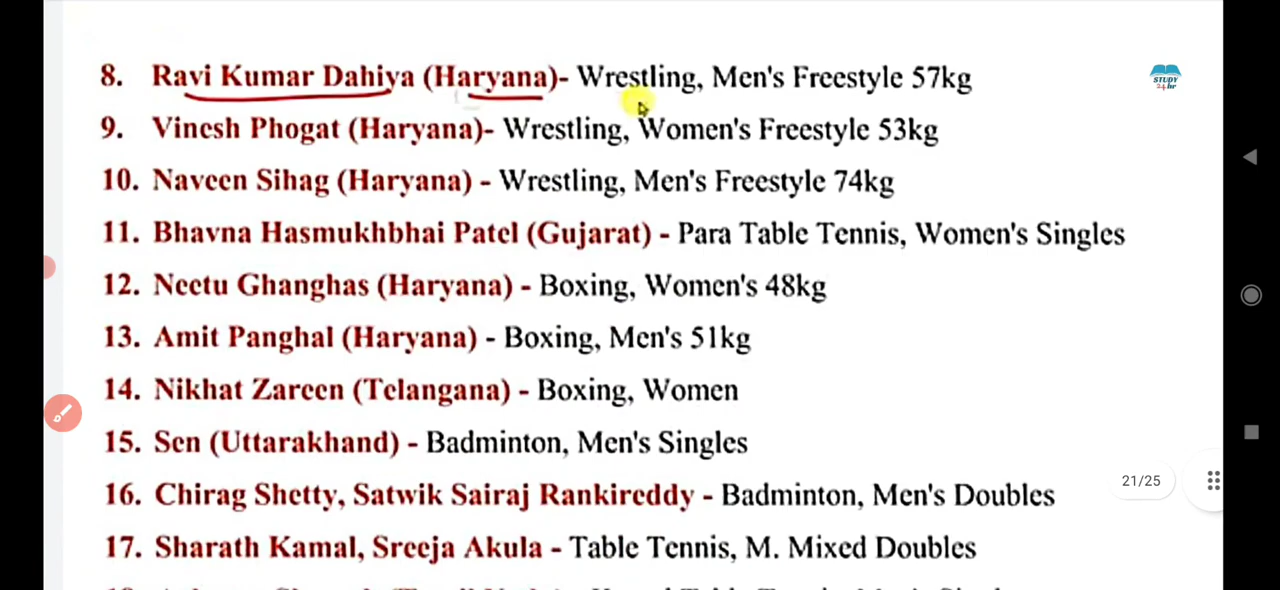 8. Ravi Kumar Dahiya (Haryana)- Wrestling, Men's Freestyle 57kg
STUDY
24hr
9. Vinesh Phogat (Haryana)- Wrestling, Women's Freestyle 53kg
10. Naveen Sihag (Haryana) - Wrestling, Men's Freestyle 74kg
11. Bhavna Hasmukhbhai Patel (Gujarat) - Para Table Tennis, Women's Singles
12. Neetu Ghanghas (Haryana) - Boxing, Women's 48kg
13. Amit Panghal (Haryana) - Boxing, Men's 51kg
14. Nikhat Zareen (Telangana) - Boxing, Women
15. Sen (Uttarakhand) - Badminton, Men's Singles
21/25
16. Chirag Shetty, Satwik Sairaj Rankireddy - Badminton, Men's Doubles
17. Sharath Kamal, Sreeja Akula - Table Tennis, M. Mixed Doubles